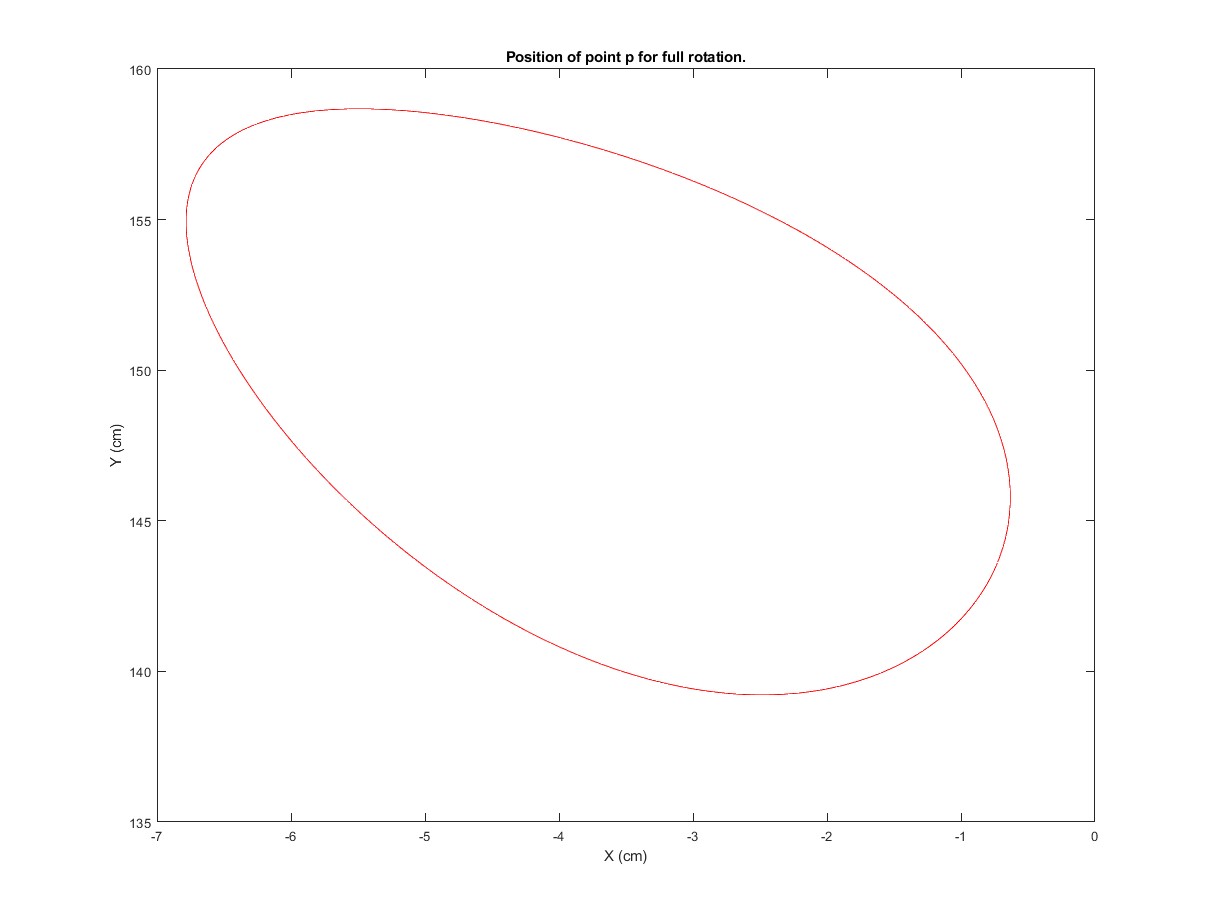 Position of point p for full rotation.
160
155
150
145
140
135
Y (cm)
-7 -6 -5 -4 -3 -2 -1 0
X (cm)